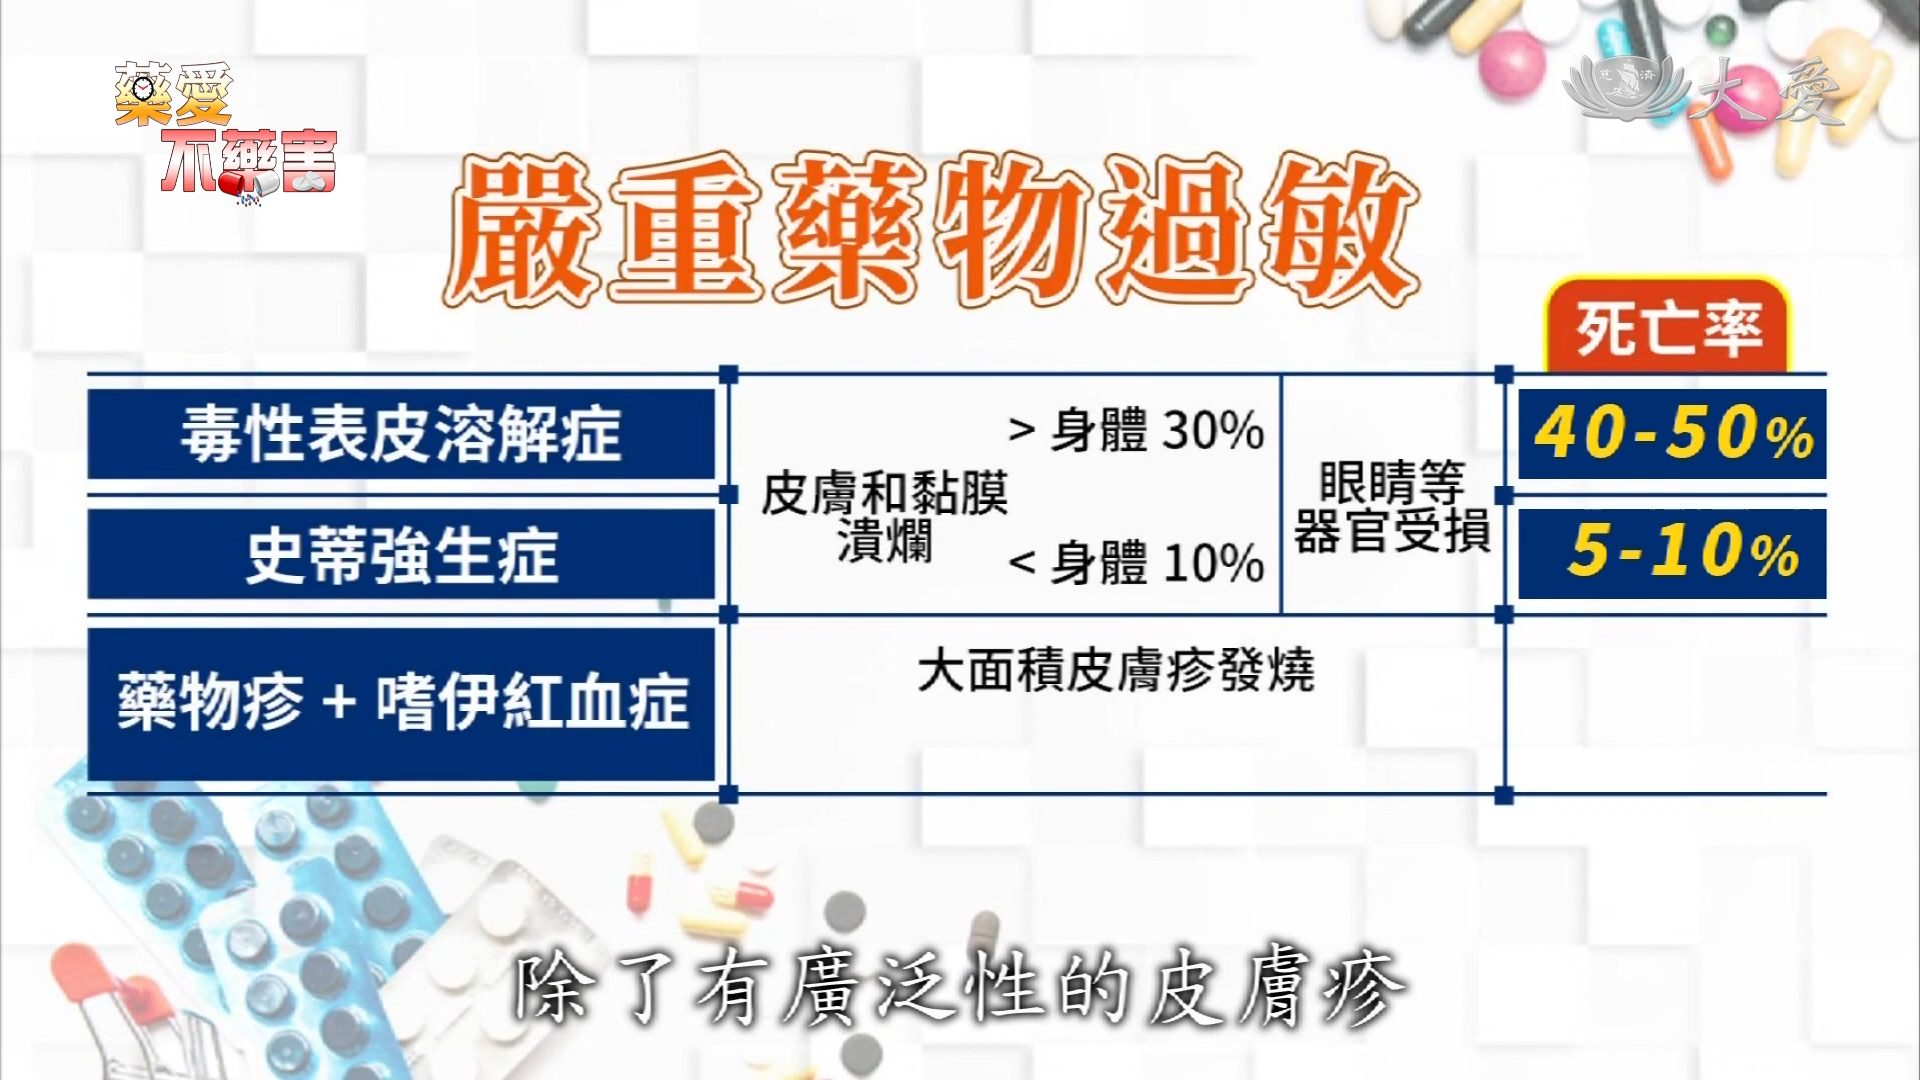 藥愛
不藥害
慈濟
大愛
嚴重藥物過敏
死亡率
毒性表皮溶解症
皮膚和黏膜
潰爛
> 身體 30%
眼睛等
器官受損
40-50%
史蒂強生症
< 身體 10%
5-10%
藥物疹 + 嗜伊紅血症
大面積皮膚疹發燒
除了有廣泛性的皮膚疹